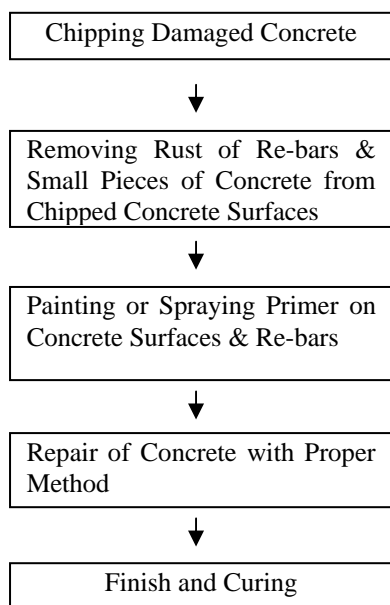 Chipping Damaged Concrete
Removing Rust of Re-bars &
Small Pieces of Concrete from
Chipped Concrete Surfaces
Painting or Spraying Primer on
Concrete Surfaces & Re-bars
Repair of Concrete with Proper
Method
Finish and Curing